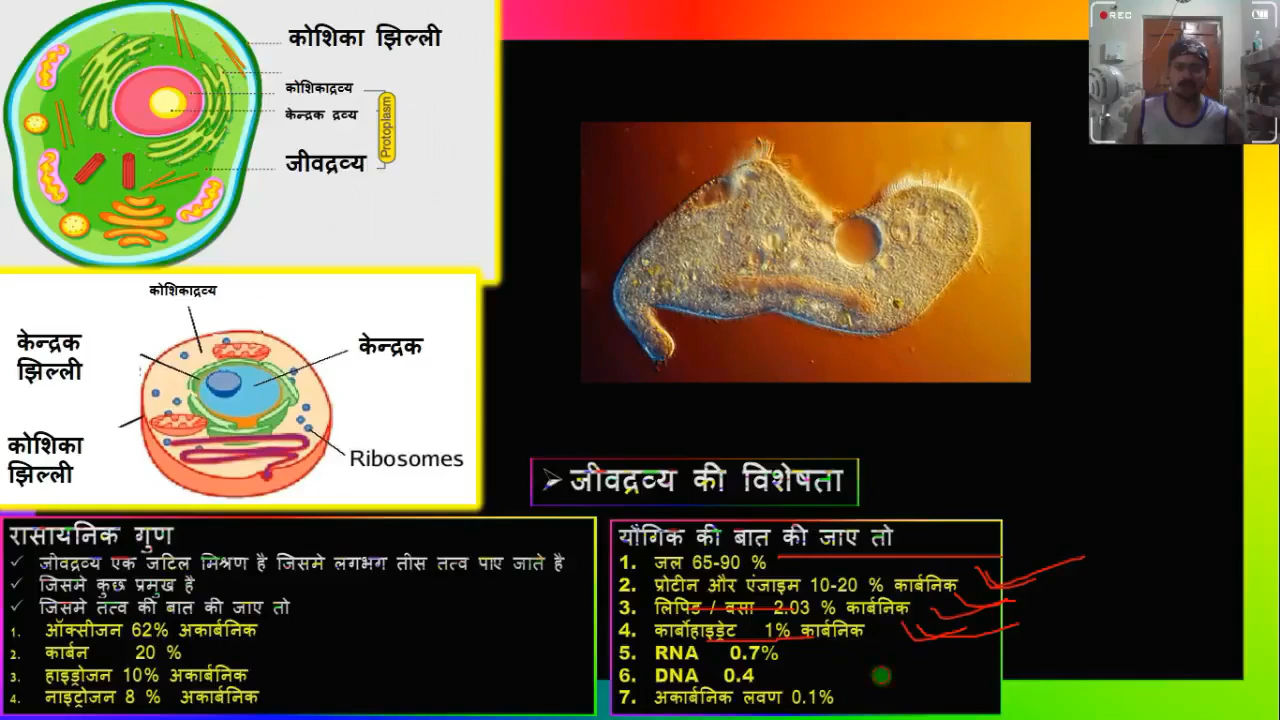 कोशिका झिल्ली
कोशिकाद्रव्य
केन्द्रक द्रव्य
Protoplasm
जीवद्रव्य
REC
कोशिकाद्रव्य
केन्द्रक
झिल्ली
केन्द्रक
कोशिका
झिल्ली
Ribosomes
➢ जीवद्रव्य की विशेषता
रासायनिक गुण
✓ जीवद्रव्य एक जटिल मिश्रण है जिसमे लगभग तीस तत्व पाए जाते है
✓ जिसमे कुछ प्रमुख है
✓ जिसमे तत्व की बात की जाए तो
1. ऑक्सीजन 62% अकार्बनिक
2. कार्बन 20 %
3. हाइड्रोजन 10% अकार्बनिक
4. नाइट्रोजन 8 % अकार्बनिक
यौगिक की बात की जाए तो
1. जल 65-90 %
2. प्रोटीन और एंजाइम 10-20 % कार्बनिक
3. लिपिड / वसा 2.03 % कार्बनिक
4. कार्बोहाइड्रेट 1% कार्बनिक
5. RNA 0.7%
6. DNA 0.4
7. अकार्बनिक लवण 0.1%